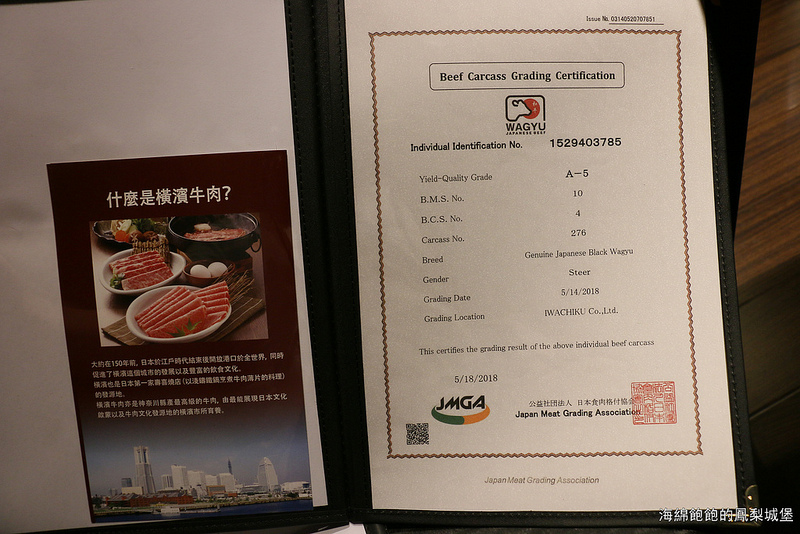 什麼是橫濱牛肉?
大約在150年前，日本於江戶時代結束後開放港口於全世界，同時
促進了橫濱這個城市的發展以及豐富的飲食文化。
橫濱也是日本第一家壽喜燒店（以淺鑄鐵鍋烹煮牛肉薄片的料理）
的發源地。
橫濱牛肉亦是神奈川縣產最高級的牛肉，由最能展現日本文化
啟蒙以及牛肉文化發源地的橫濱市所育養。
Issue No. 03140520707851
Beef Carcass Grading Certification
WAGYU
JAPANESE BEEF
Individual Identification No. 1529403785
Yield-Quality Grade A-5
B.M.S. No. 10
B.C.S. No. 4
Carcass No. 276
Breed Genuine Japanese Black Wagyu
Gender Steer
Grading Date 5/14/2018
Grading Location IWACHIKU Co.,Ltd.
This certifies the grading result of the above individual beef carcass
5/18/2018
JMGA
公益社団法人 日本食肉格付協会
Japan Meat Grading Association
Japan Meat Grading Association
海綿飽飽的鳳梨城堡